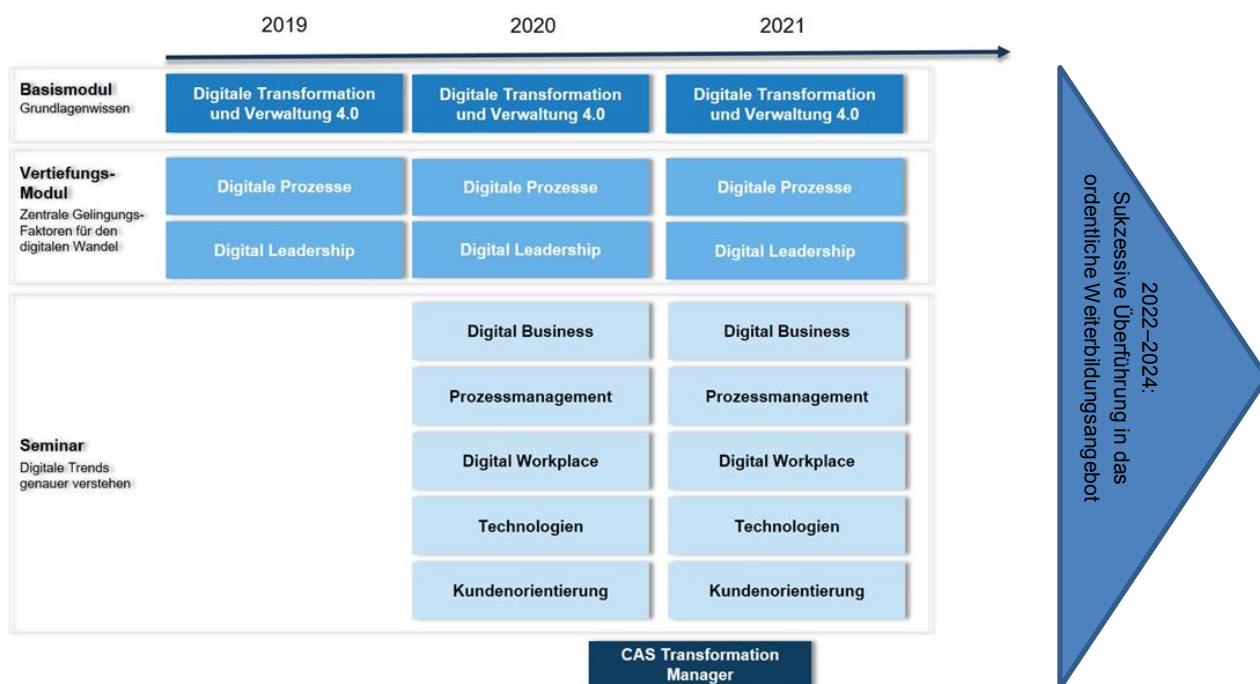 2019 2020 2021
Basismodul
Grundlagenwissen
Digitale Transformation
und Verwaltung 4.0
Digitale Transformation
und Verwaltung 4.0
Digitale Transformation
und Verwaltung 4.0
Vertiefungs-
Modul
Zentrale Gelingungs-
Faktoren für den
digitalen Wandel
Digitale Prozesse
Digitale Prozesse
Digitale Prozesse
Digital Leadership
Digital Leadership
Digital Leadership
Seminar
Digitale Trends
genauer verstehen
Digital Business
Digital Business
Prozessmanagement
Prozessmanagement
Digital Workplace
Digital Workplace
Technologien
Technologien
Kundenorientierung
Kundenorientierung
CAS Transformation
Manager
2022–2024:
Sukzessive Überführung in das
ordentliche Weiterbildungsangebot